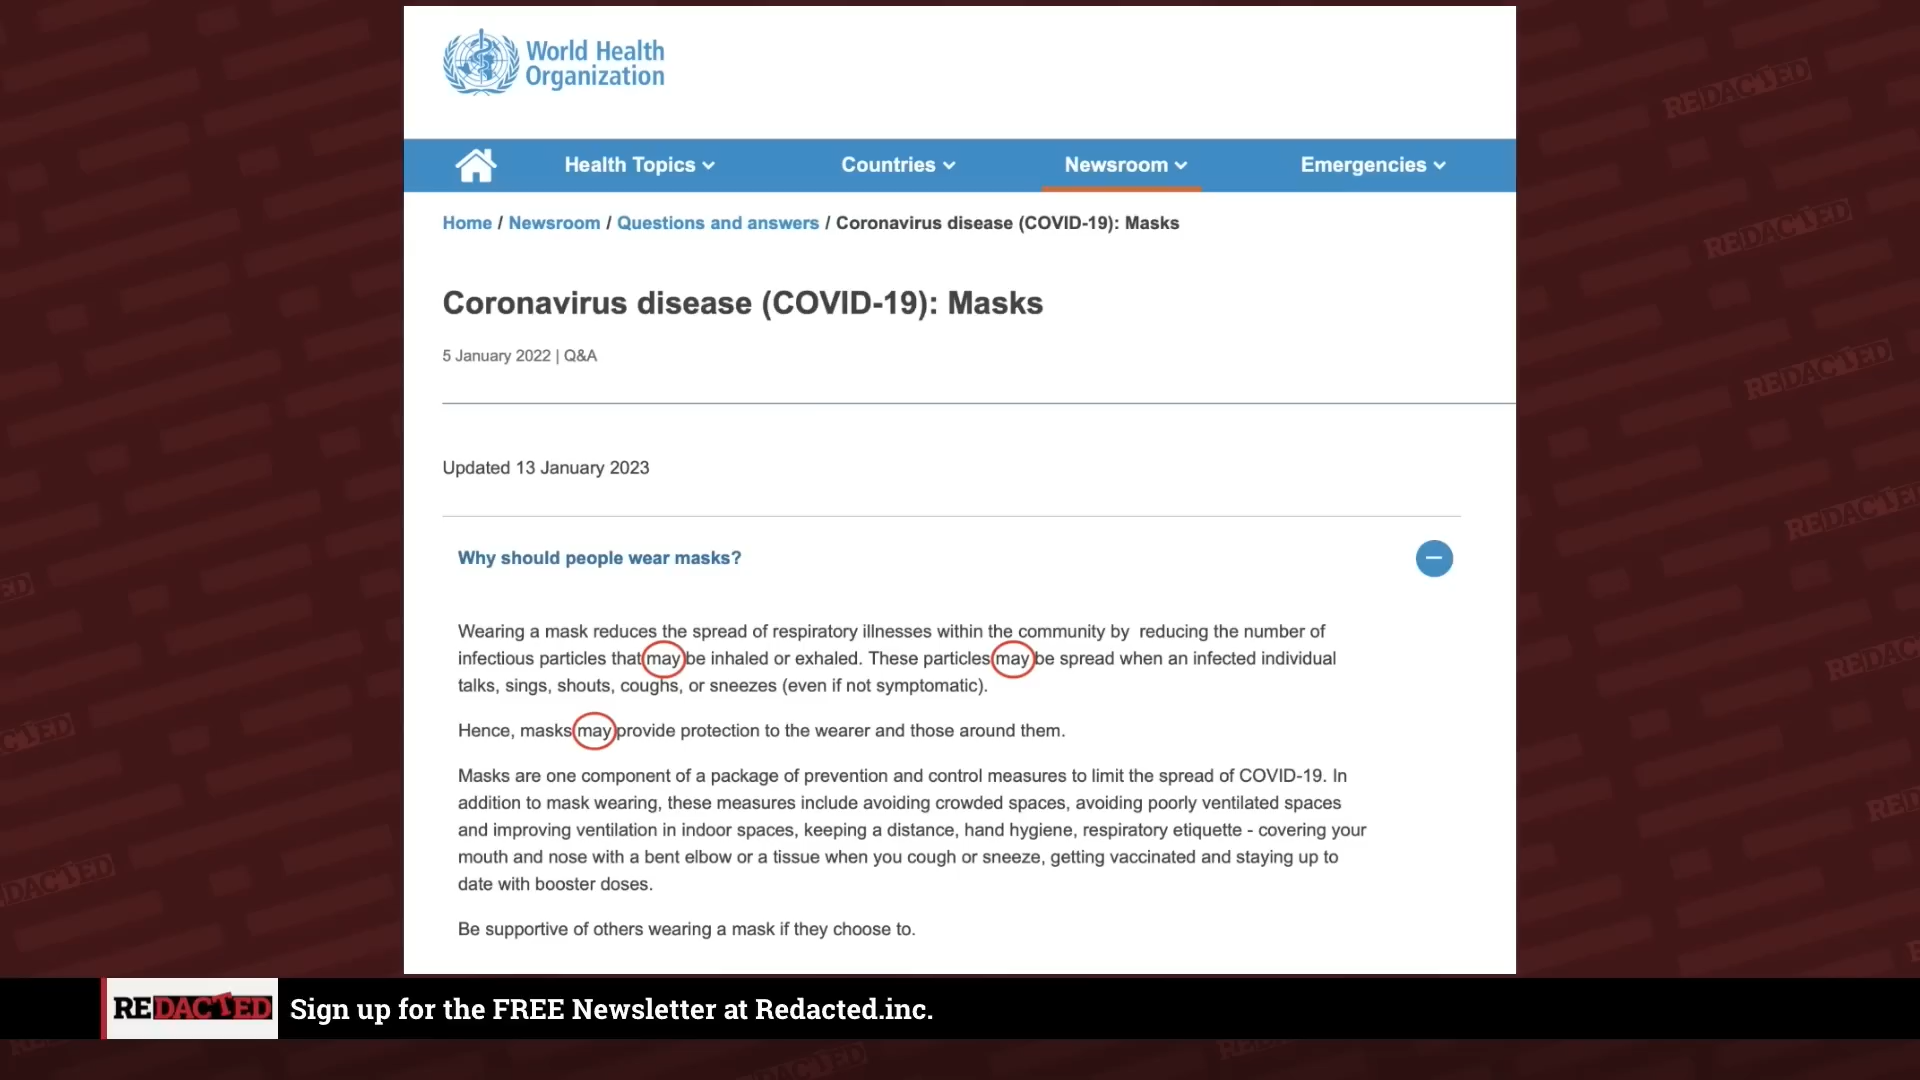 World Health
Organization
Health Topics
Countries
Newsroom
Emergencies
Home / Newsroom / Questions and answers / Coronavirus disease (COVID-19): Masks
Coronavirus disease (COVID-19): Masks
5 January 2022 | Q&A
Updated 13 January 2023
Why should people wear masks?
Wearing a mask reduces the spread of respiratory illnesses within the community by reducing the number of
infectious particles that may be inhaled or exhaled. These particles may be spread when an infected individual
talks, sings, shouts, coughs, or sneezes (even if not symptomatic).
Hence, masks may provide protection to the wearer and those around them.
Masks are one component of a package of prevention and control measures to limit the spread of COVID-19. In
addition to mask wearing, these measures include avoiding crowded spaces, avoiding poorly ventilated spaces
and improving ventilation in indoor spaces, keeping a distance, hand hygiene, respiratory etiquette - covering your
mouth and nose with a bent elbow or a tissue when you cough or sneeze, getting vaccinated and staying up to
date with booster doses.
Be supportive of others wearing a mask if they choose to.
REDACTED
Sign up for the FREE Newsletter at Redacted.inc.
REDACTED
REDACTED
REDACTED